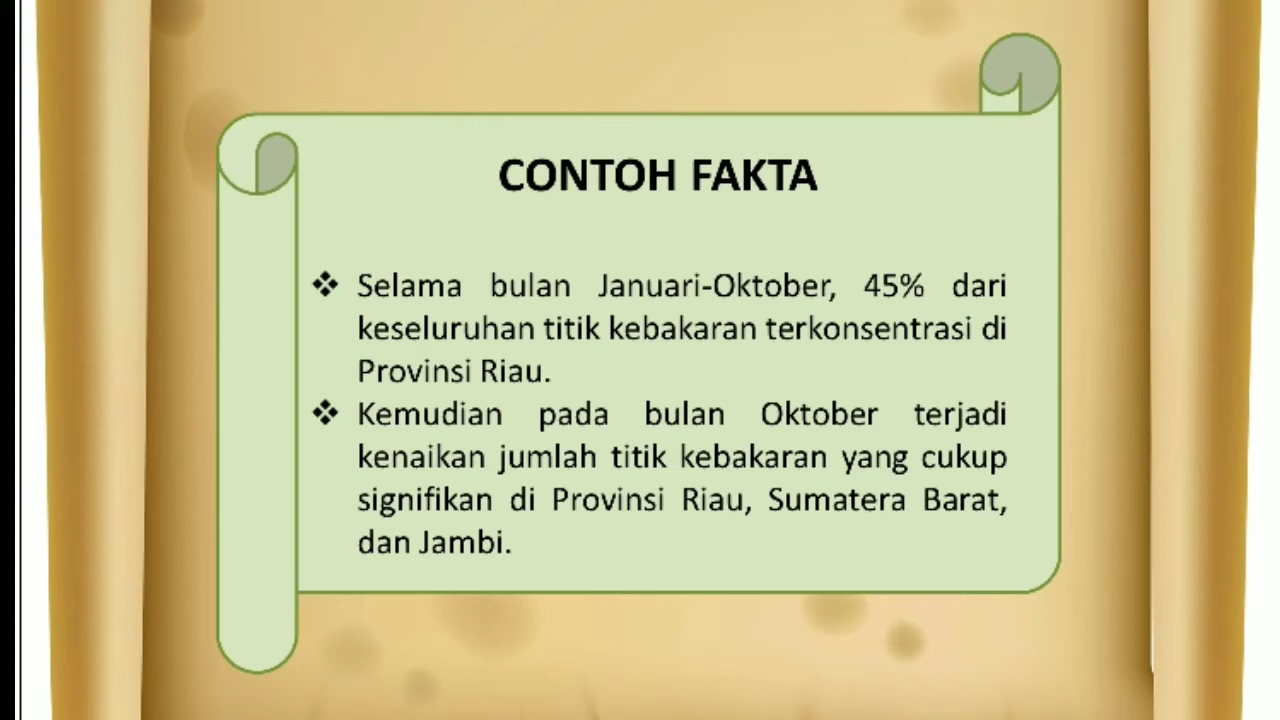 CONTOH FAKTA
❖ Selama bulan Januari-Oktober, 45% dari
keseluruhan titik kebakaran terkonsentrasi di
Provinsi Riau.
❖ Kemudian pada bulan Oktober terjadi
kenaikan jumlah titik kebakaran yang cukup
signifikan di Provinsi Riau, Sumatera Barat,
dan Jambi.